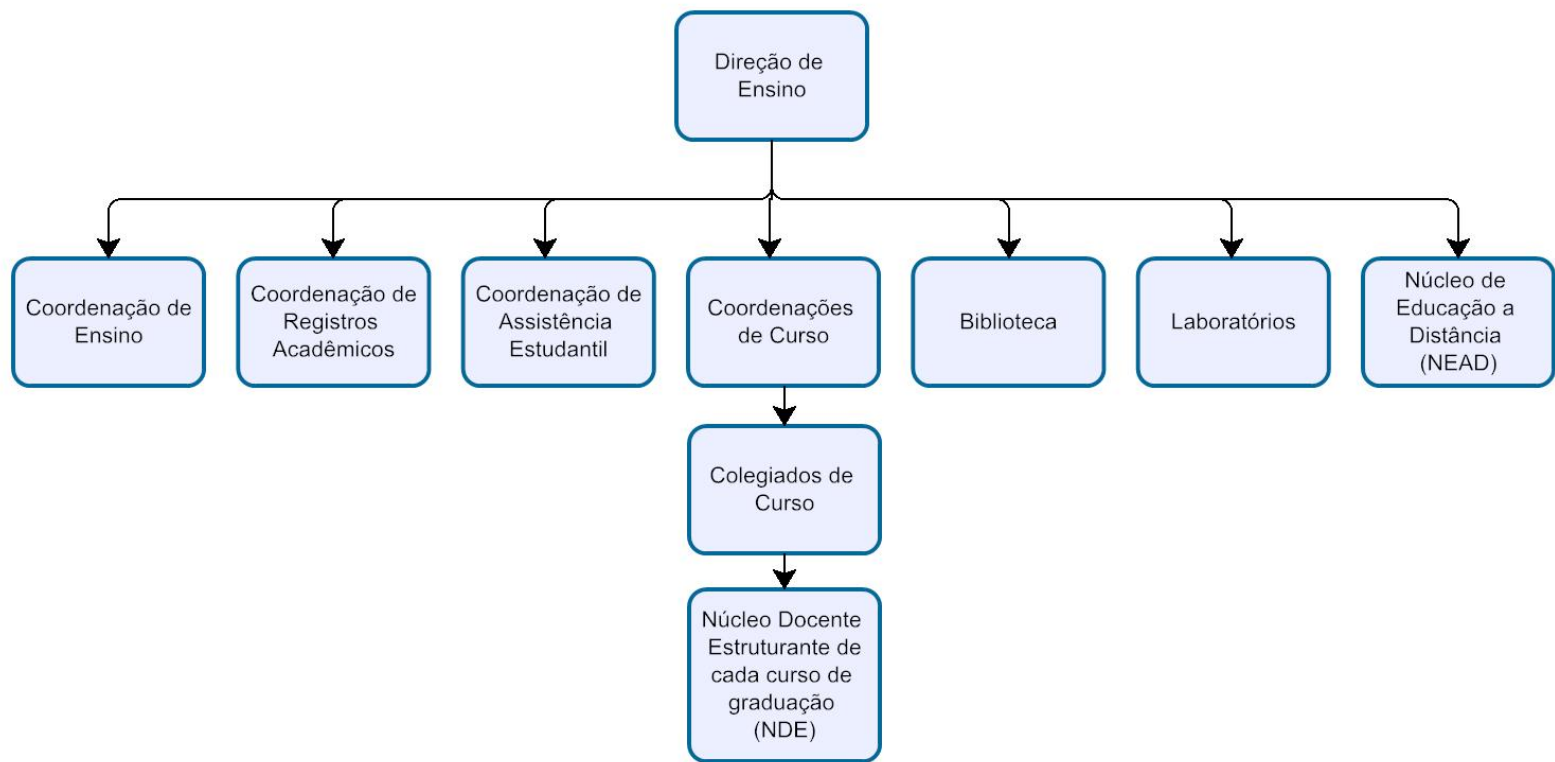 Direção de
Ensino
Coordenação de
Ensino
Coordenação de
Registros
Acadêmicos
Coordenação de
Assistência
Estudantil
Coordenações
de Curso
Biblioteca
Laboratórios
Núcleo de
Educação a
Distância
(NEAD)
Colegiados de
Curso
Núcleo Docente
Estruturante de
cada curso de
graduação
(NDE)